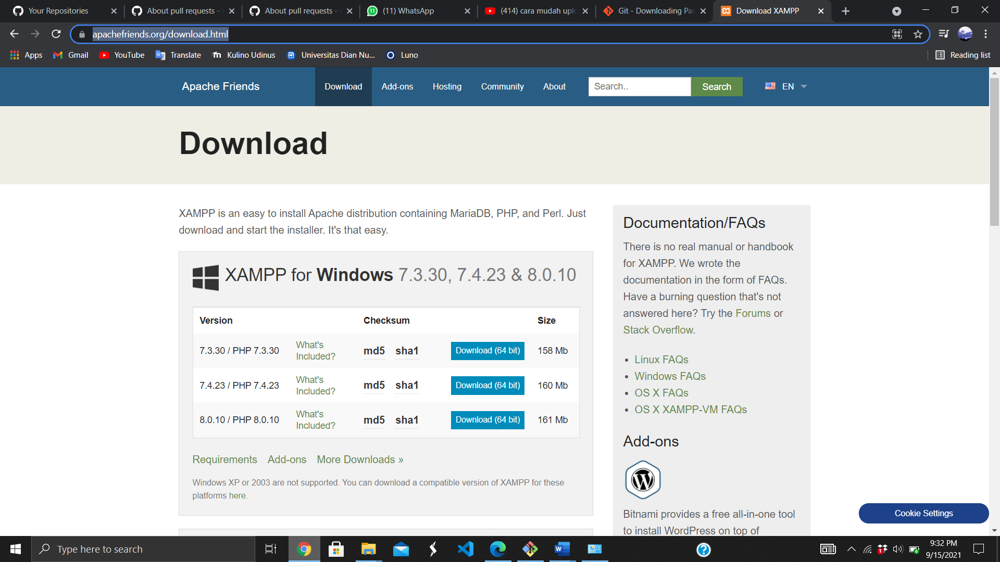 Your Repositories
About pull requests -
About pull requests -
(11) WhatsApp
(414) cara mudah uplo
Git - Downloading Pac
Download XAMPP
apachefriends.org/download.html
Apps
Gmail
YouTube
Translate
Kulino Udinus
Universitas Dian Nu...
Luno
Reading list
Apache Friends
Download
Add-ons
Hosting
Community
About
Search..
Search
EN
Download
XAMPP is an easy to install Apache distribution containing MariaDB, PHP, and Perl. Just
download and start the installer. It's that easy.
XAMPP for Windows 7.3.30, 7.4.23 & 8.0.10
Version Checksum Size
7.3.30 / PHP 7.3.30 What's Included? md5 sha1 Download (64 bit) 158 Mb
7.4.23 / PHP 7.4.23 What's Included? md5 sha1 Download (64 bit) 160 Mb
8.0.10 / PHP 8.0.10 What's Included? md5 sha1 Download (64 bit) 161 Mb
Requirements Add-ons More Downloads »
Windows XP or 2003 are not supported. You can download a compatible version of XAMPP for these
platforms here.
Documentation/FAQs
There is no real manual or handbook
for XAMPP. We wrote the
documentation in the form of FAQs.
Have a burning question that's not
answered here? Try the Forums or
Stack Overflow.
• Linux FAQs
• Windows FAQs
• OS X FAQs
• OS X XAMPP-VM FAQs
Add-ons
Bitnami provides a free all-in-one tool
to install WordPress on top of
Cookie Settings
Type here to search
9:32 PM
9/15/2021